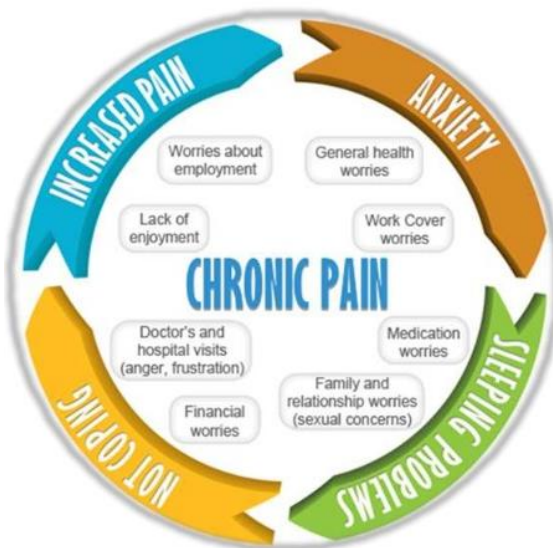 INCREASED PAIN
ANXIETY
Worries about
employment
General health
worries
Lack of
enjoyment
Work Cover
worries
CHRONIC PAIN
Doctor's and
hospital visits
(anger, frustration)
Medication
worries
Financial
worries
Family and
relationship worries
(sexual concerns)
NOT COPING
SLEEPING PROBLEMS